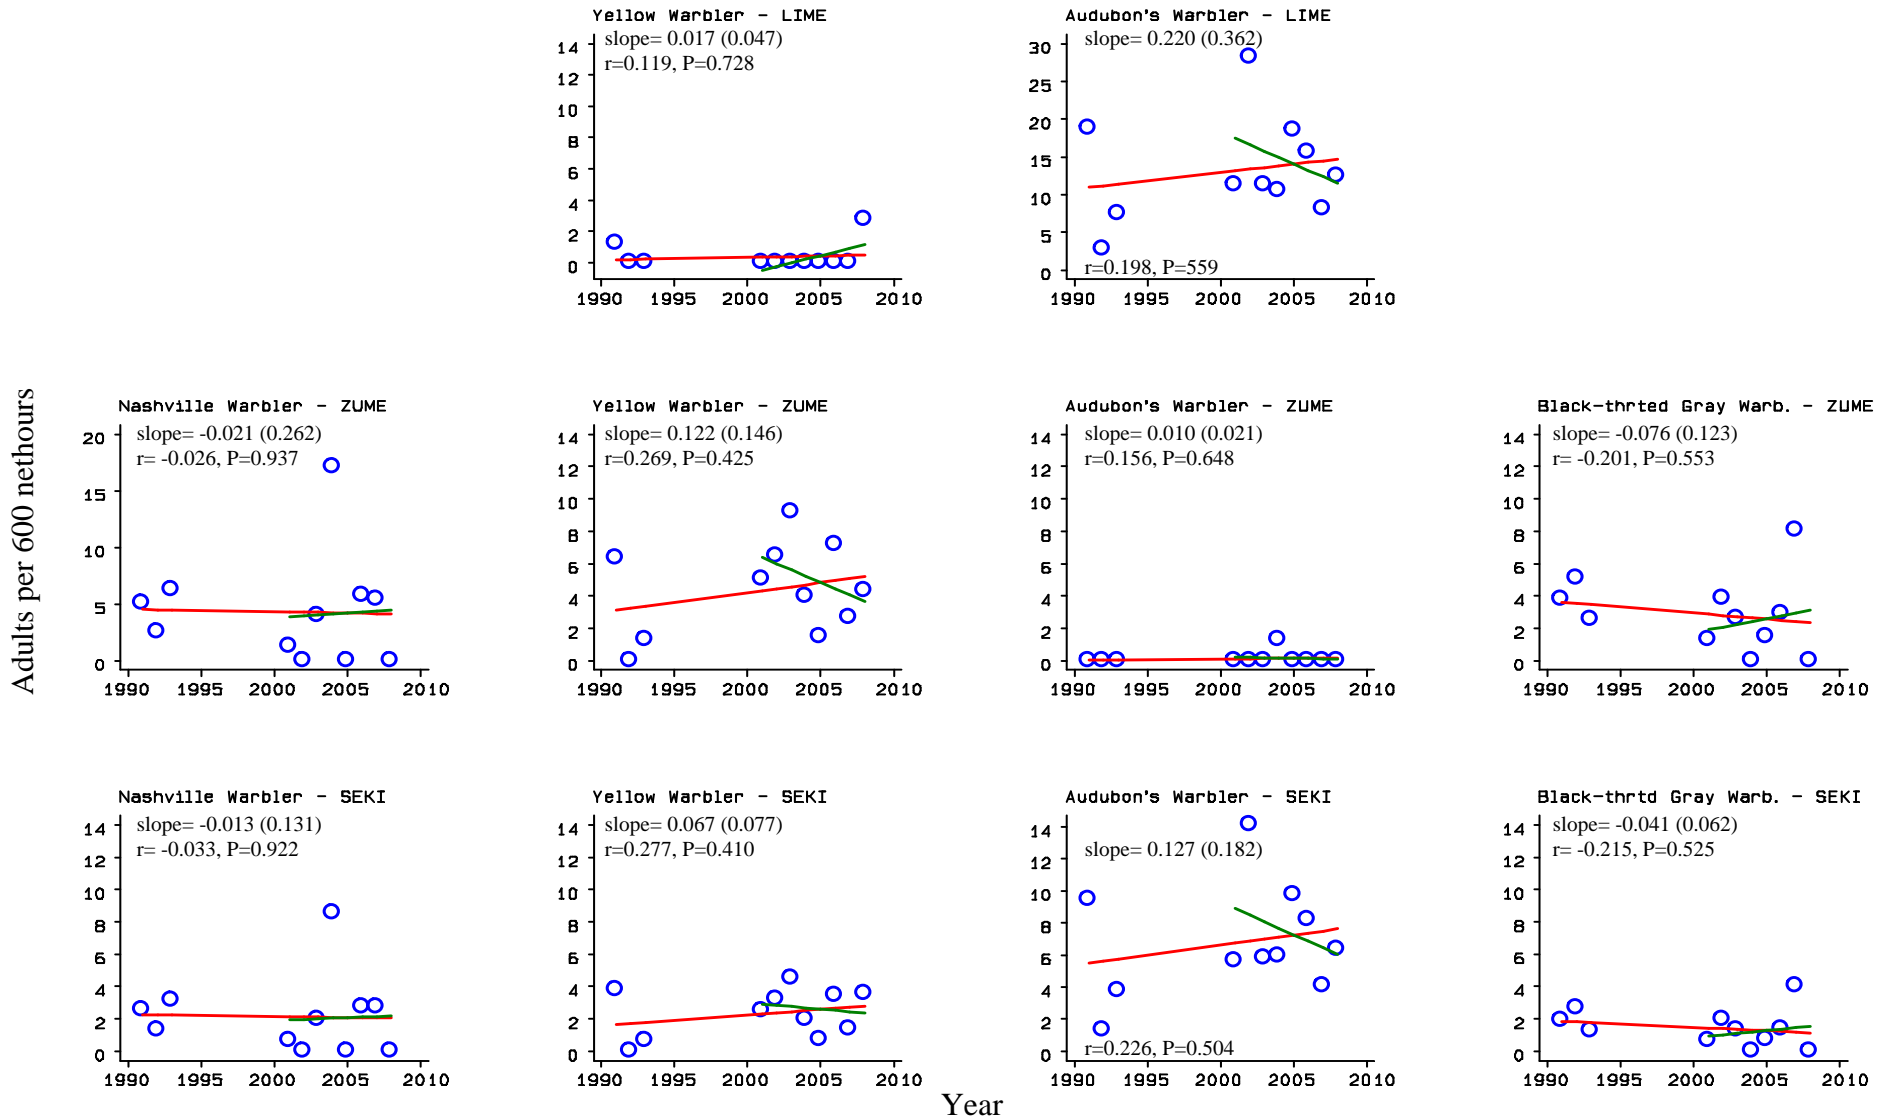 Yellow Warbler - LIME
slope= 0.017 (0.047)
r=0.119, P=0.728
14
12
10
8
6
4
2
0
1990 1995 2000 2005 2010
Audubon's Warbler - LIME
slope= 0.220 (0.362)
30
25
20
15
10
5
0
r=0.198, P=559
1990 1995 2000 2005 2010
Adults per 600 nethours
Nashville Warbler - ZUME
slope= -0.021 (0.262)
r= -0.026, P=0.937
20
15
10
5
0
1990 1995 2000 2005 2010
Yellow Warbler - ZUME
slope= 0.122 (0.146)
r=0.269, P=0.425
14
12
10
8
6
4
2
0
1990 1995 2000 2005 2010
Audubon's Warbler - ZUME
slope= 0.010 (0.021)
r=0.156, P=0.648
14
12
10
8
6
4
2
0
1990 1995 2000 2005 2010
Black-thrted Gray Warb. - ZUME
slope= -0.076 (0.123)
r= -0.201, P=0.553
14
12
10
8
6
4
2
0
1990 1995 2000 2005 2010
Nashville Warbler - SEKI
slope= -0.013 (0.131)
r= -0.033, P=0.922
14
12
10
8
6
4
2
0
1990 1995 2000 2005 2010
Yellow Warbler - SEKI
slope= 0.067 (0.077)
r=0.277, P=0.410
14
12
10
8
6
4
2
0
1990 1995 2000 2005 2010
Audubon's Warbler - SEKI
slope= 0.127 (0.182)
14
12
10
8
6
4
2
0
r=0.226, P=0.504
1990 1995 2000 2005 2010
Black-thrtd Gray Warb. - SEKI
slope= -0.041 (0.062)
r= -0.215, P=0.525
14
12
10
8
6
4
2
0
1990 1995 2000 2005 2010
Year